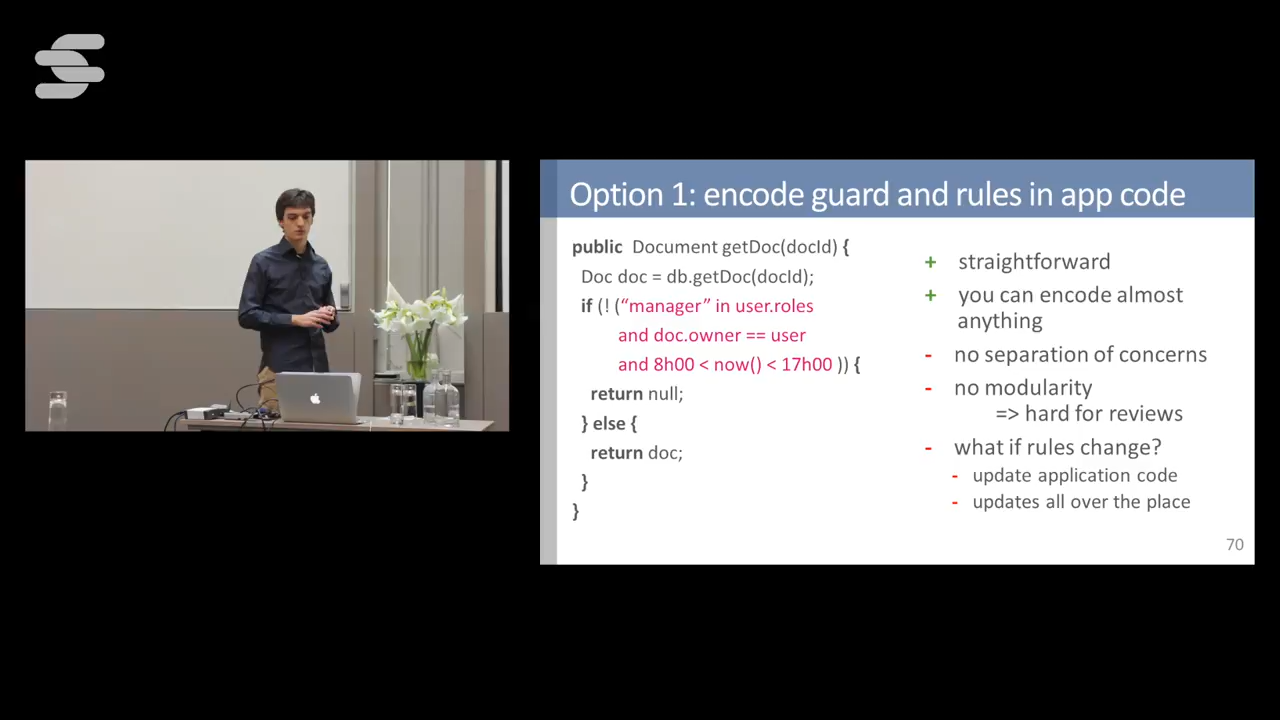 Option 1: encode guard and rules in app code
public Document getDoc(docId) {
Doc doc = db.getDoc(docId);
if (! (“manager” in user.roles
and doc.owner == user
and 8h00 < now() < 17h00 )) {
return null;
} else {
return doc;
}
}
+ straightforward
+ you can encode almost
anything
- no separation of concerns
- no modularity
=> hard for reviews
- what if rules change?
- update application code
- updates all over the place
70